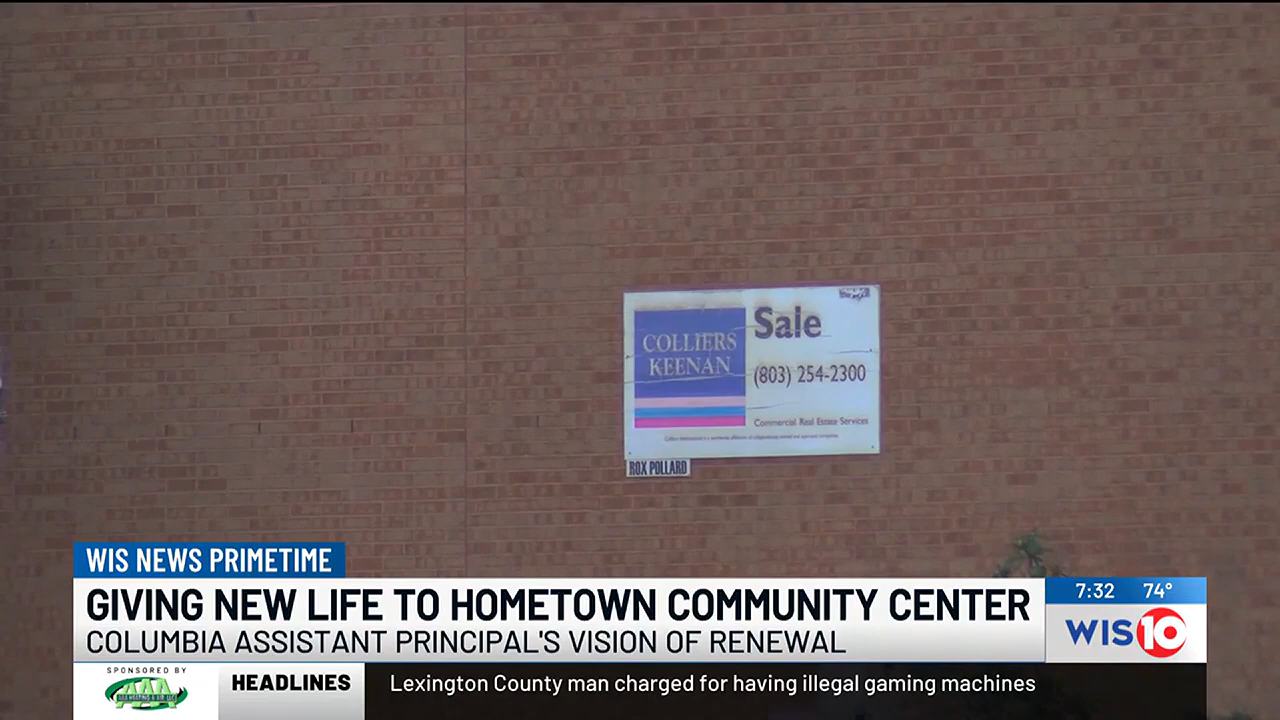 Sale
COLLIERS
KEENAN
(803) 254-2300
Commercial Real Estate Services
ROX POLLARD
WIS NEWS PRIMETIME
GIVING NEW LIFE TO HOMETOWN COMMUNITY CENTER
COLUMBIA ASSISTANT PRINCIPAL'S VISION OF RENEWAL
7:32 74°
WIS10
SPONSORED BY
AAA
HEADLINES
Lexington County man charged for having illegal gaming machines